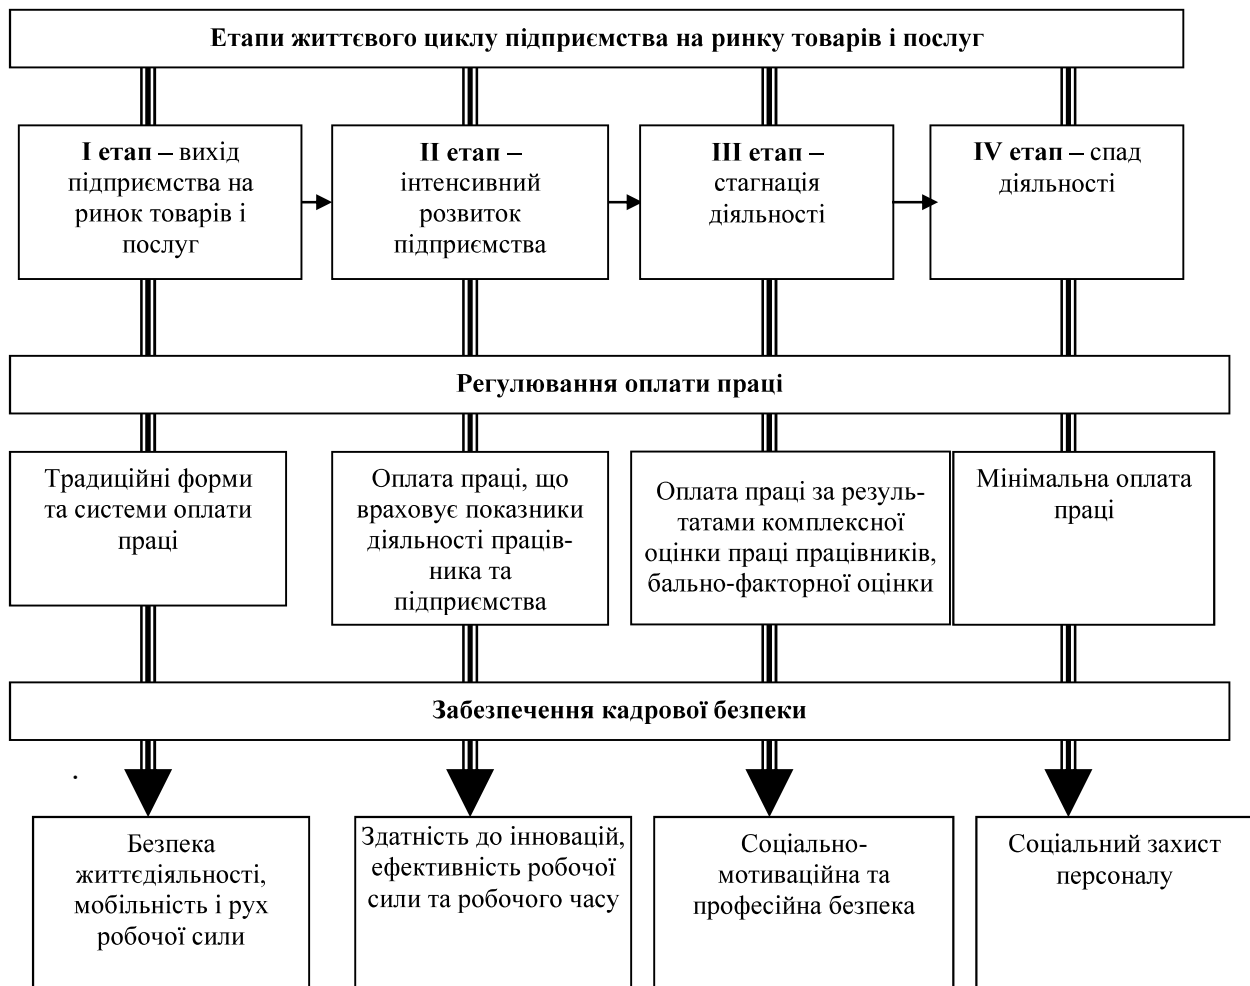 Етапи життєвого циклу підприємства на ринку товарів і послуг
І етап – вихід
підприємства на
ринок товарів і
послуг
ІІ етап –
інтенсивний
розвиток
підприємства
ІІІ етап –
стагнація
діяльності
IV етап – спад
діяльності
Регулювання оплати праці
Традиційні форми
та системи оплати
праці
Оплата праці, що
враховує показники
діяльності праців-
ника та
підприємства
Оплата праці за резуль-
татами комплексної
оцінки праці працівників,
бально-факторної оцінки
Мінімальна оплата
праці
Забезпечення кадрової безпеки
.
Безпека
життєдіяльності,
мобільність і рух
робочої сили
Здатність до інновацій,
ефективність робочої
сили та робочого часу
Соціально-
мотиваційна та
професійна безпека
Соціальний захист
персоналу